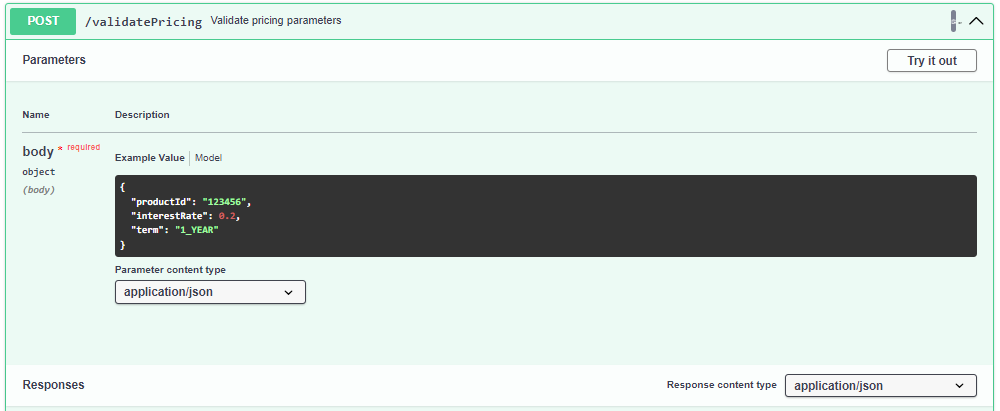 POST /validatePricing Validate pricing parameters
Parameters Try it out
Name Description
body * required
object
(body)
Example Value Model
{
"productId": "123456",
"interestRate": 0.2,
"term": "1_YEAR"
}
Parameter content type
application/json
Responses Response content type application/json